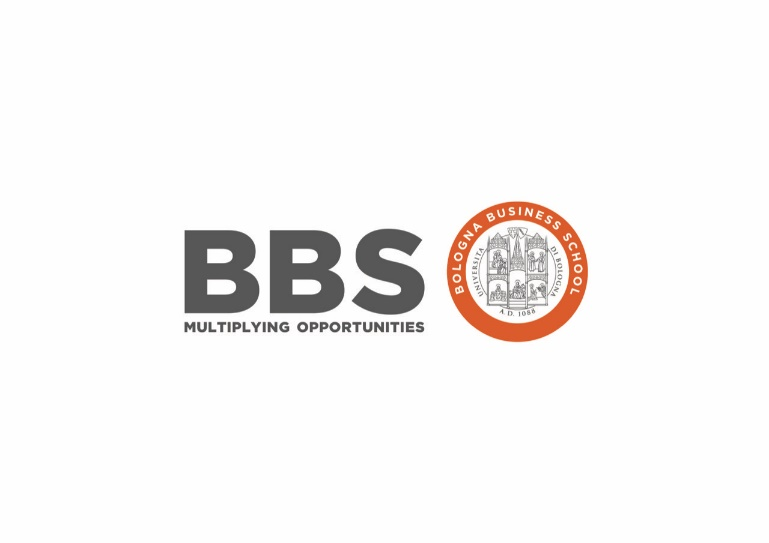 BBS
MULTIPLYING OPPORTUNITIES
BOLOGNA BUSINESS SCHOOL
UNIVERSITÀ DI BOLOGNA
A.D. 1088